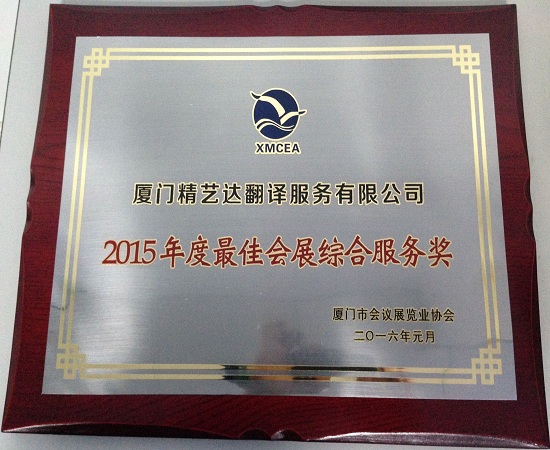 XMCEA
厦门精艺达翻译服务有限公司
2015年度最佳会展综合服务奖
厦门市会议展览业协会
二〇一六年元月